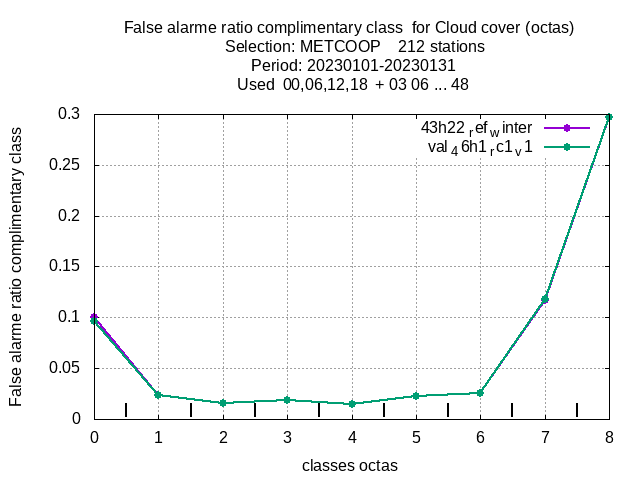 False alarme ratio complimentary class  for Cloud cover (octas)
Selection: METCOOP    212 stations
Period: 20230101-20230131
Used  00,06,12,18  + 03 06 ... 48
43h22 ref winter
val 4 6h1 r c1 v 1
False alarme ratio complimentary class
0.3
0.25
0.2
0.15
0.1
0.05
0
0 1 2 3 4 5 6 7 8
classes octas